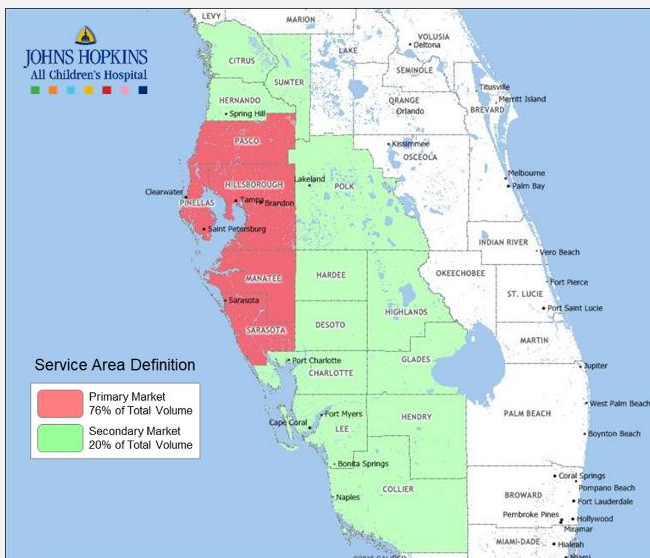 LEVY
MARION
JOHNS HOPKINS
All Children's Hospital
CITRUS
SUMTER
LAKE
VOLUSIA
Deltona
SEMINOLE
HERNANDO
Spring Hill
ORANGE
Orlando
Titusville
Merritt Island
BREVARD
PASCO
Kissimmee
OSCEOLA
Clearwater
PINELLAS
HILLSBOROUGH
Tampa
Brandon
Lakeland
POLK
Melbourne
Palm Bay
Saint Petersburg
INDIAN RIVER
Vero Beach
MANATEE
HARDEE
OKEECHOBEE
Fort Pierce
ST. LUCIE
Port Saint Lucie
Sarasota
HIGHLANDS
SARASOTA
DESOTO
MARTIN
Service Area Definition
Port Charlotte
CHARLOTTE
GLADES
Jupiter
Primary Market
76% of Total Volume
Secondary Market
20% of Total Volume
Cape Coral
Fort Myers
LEE
HENDRY
PALM BEACH
West Palm Beach
Boynton Beach
Bonita Springs
Naples
COLLIER
Coral Springs
Pompano Beach
BROWARD
Fort Lauderdale
Pembroke Pines
Hollywood
Miramar
MIAMI-DADE
Hialeah
Miami